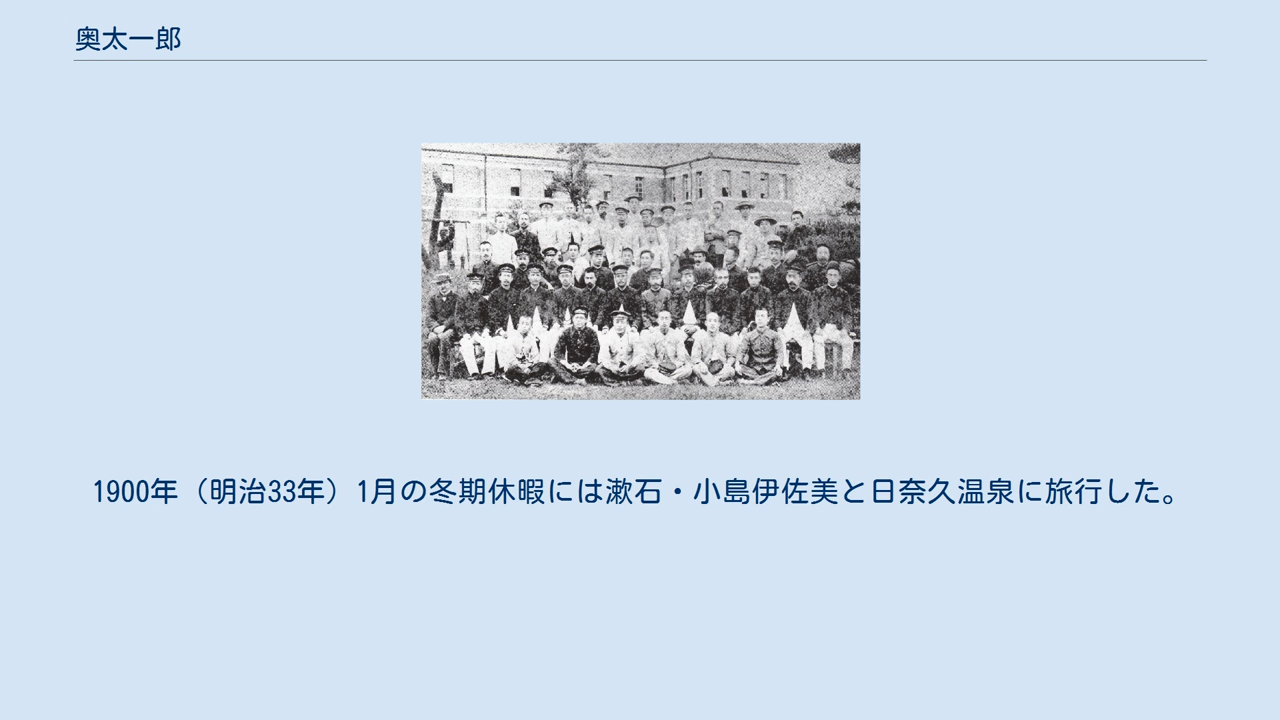 奥太一郎
1900年（明治33年）1月の冬期休暇には漱石・小島伊佐美と日奈久温泉に旅行した。